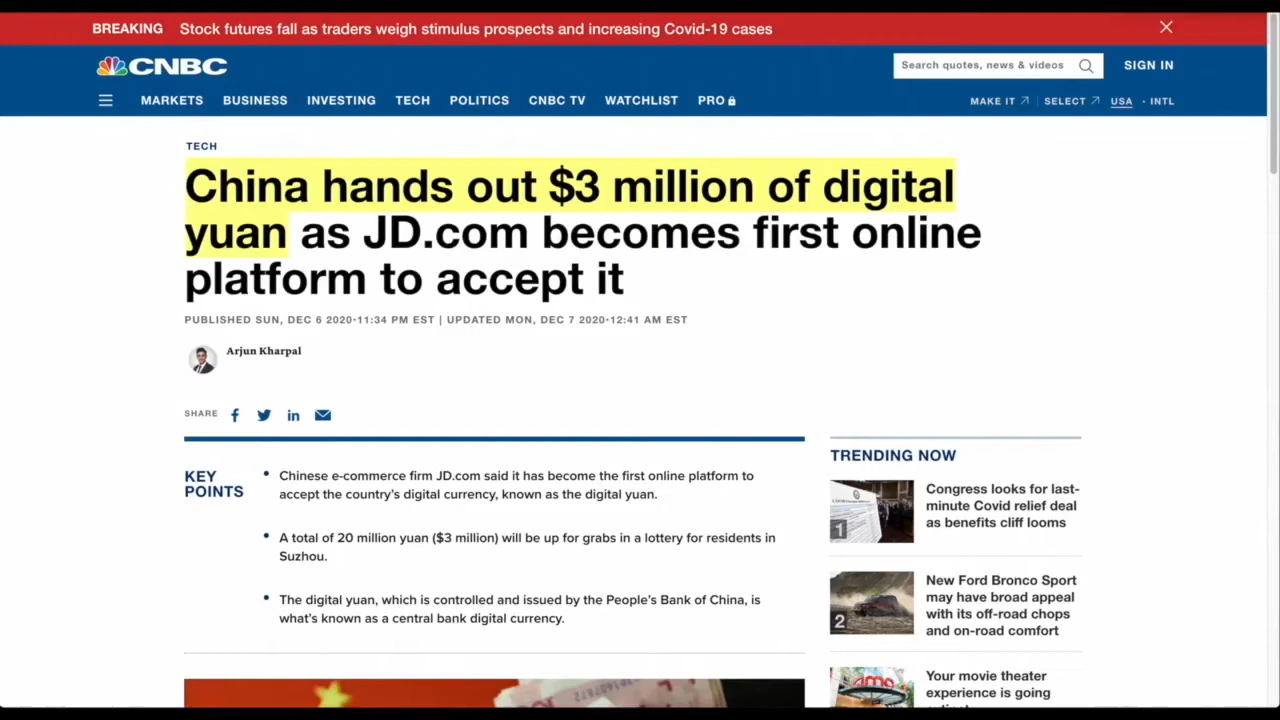 BREAKING Stock futures fall as traders weigh stimulus prospects and increasing Covid-19 cases
CNBC
Search quotes, news & videos
SIGN IN
MARKETS BUSINESS INVESTING TECH POLITICS CNBC TV WATCHLIST PRO
MAKE IT SELECT USA · INTL
TECH
China hands out $3 million of digital
yuan as JD.com becomes first online
platform to accept it
PUBLISHED SUN, DEC 6 2020·11:34 PM EST | UPDATED MON, DEC 7 2020·12:41 AM EST
Arjun Kharpal
SHARE
KEY
POINTS
• Chinese e-commerce firm JD.com said it has become the first online platform to
accept the country's digital currency, known as the digital yuan.
• A total of 20 million yuan ($3 million) will be up for grabs in a lottery for residents in
Suzhou.
• The digital yuan, which is controlled and issued by the People's Bank of China, is
what's known as a central bank digital currency.
TRENDING NOW
1
Congress looks for last-
minute Covid relief deal
as benefits cliff looms
2
New Ford Bronco Sport
may have broad appeal
with its off-road chops
and on-road comfort
amc
Your movie theater
experience is going